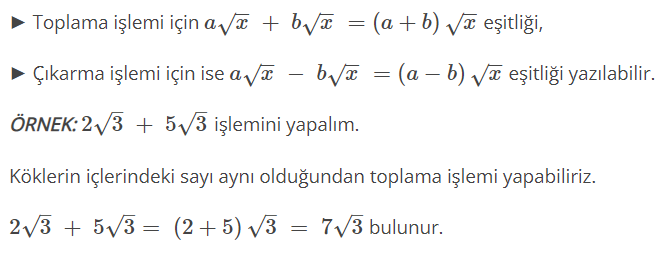 ► Toplama işlemi için a√x + b√x = (a + b) √x eşitliği,
► Çıkarma işlemi için ise a√x − b√x = (a − b) √x eşitliği yazılabilir.
ÖRNEK: 2√3 + 5√3 işlemini yapalım.
Köklerin içlerindeki sayı aynı olduğundan toplama işlemi yapabiliriz.
2√3 + 5√3 = (2 + 5) √3 = 7√3 bulunur.